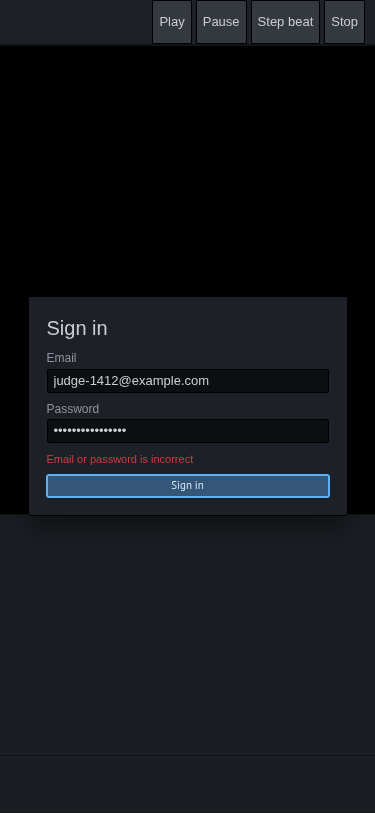 Play Pause Step beat Stop
Sign in
Email
judge-1412@example.com
Password
••••••••••••••••
Email or password is incorrect
Sign in